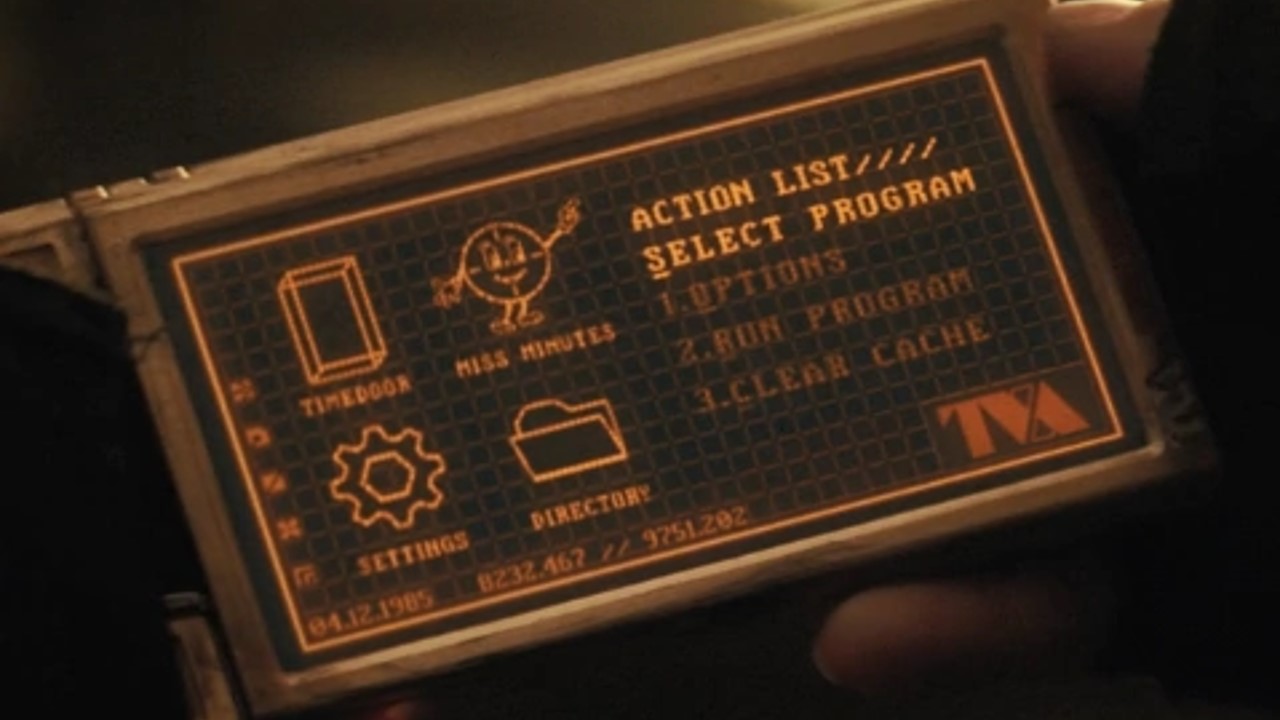 ACTION LIST////
SELECT PROGRAM
1.OPTIONS
2.RUN PROGRAM
3.CLEAR CACHE
TIMEDOOR
MISS MINUTES
SETTINGS
DIRECTORY
04.12.1985 8232.467 // 9751.202
TVA